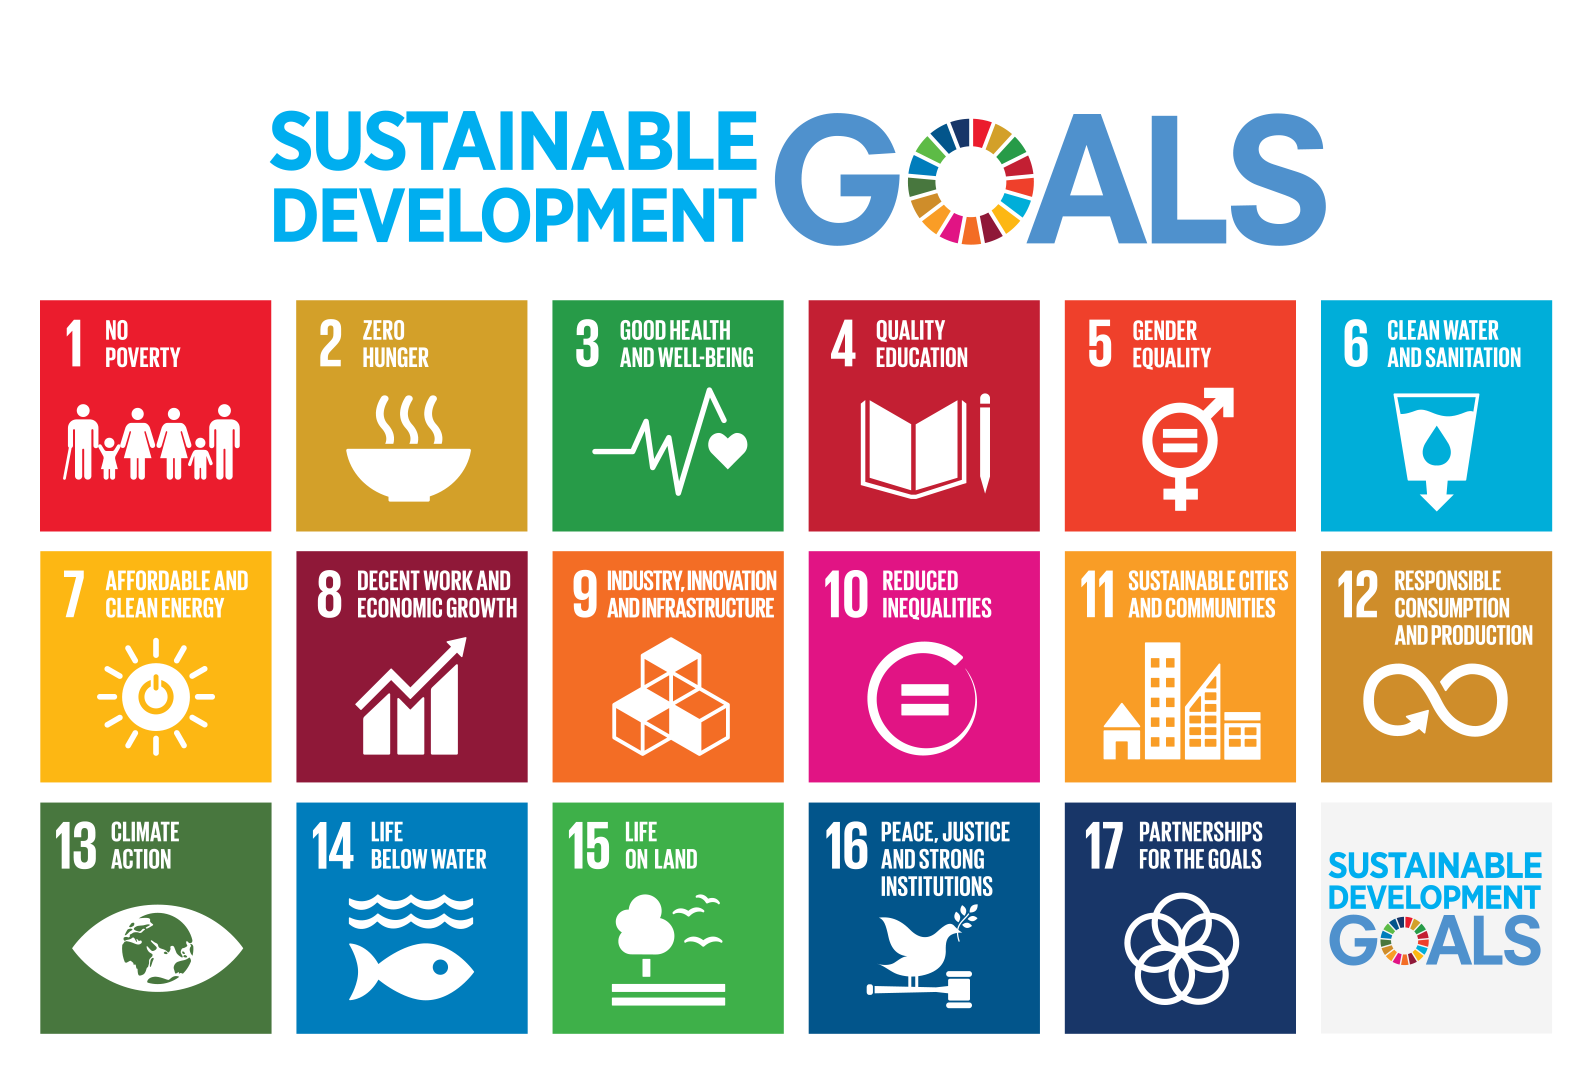 SUSTAINABLE
DEVELOPMENT
GOALS
1 NO
POVERTY
2 ZERO
HUNGER
3 GOOD HEALTH
AND WELL-BEING
4 QUALITY
EDUCATION
5 GENDER
EQUALITY
6 CLEAN WATER
AND SANITATION
7 AFFORDABLE AND
CLEAN ENERGY
8 DECENT WORK AND
ECONOMIC GROWTH
9 INDUSTRY, INNOVATION
AND INFRASTRUCTURE
10 REDUCED
INEQUALITIES
11 SUSTAINABLE CITIES
AND COMMUNITIES
12 RESPONSIBLE
CONSUMPTION
AND PRODUCTION
13 CLIMATE
ACTION
14 LIFE
BELOW WATER
15 LIFE
ON LAND
16 PEACE, JUSTICE
AND STRONG
INSTITUTIONS
17 PARTNERSHIPS
FOR THE GOALS
SUSTAINABLE
DEVELOPMENT
GOALS